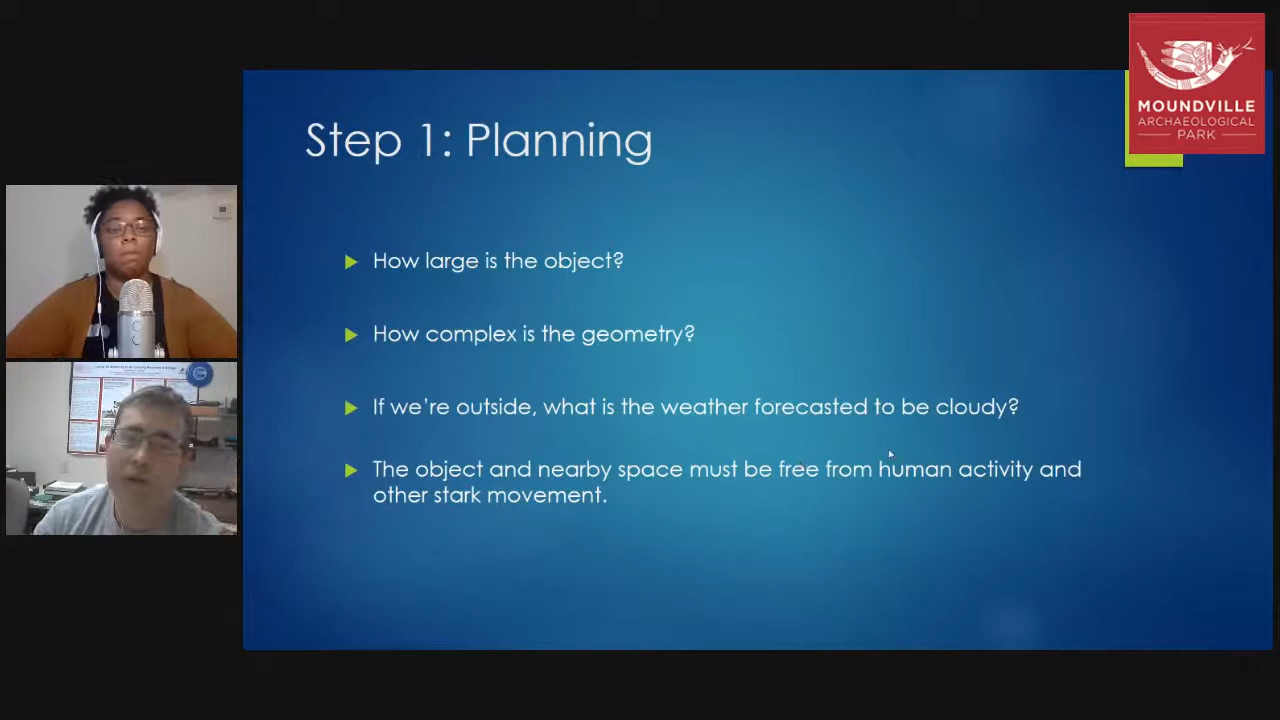 MOUNDVILLE
ARCHAEOLOGICAL
PARK
Step 1: Planning
How large is the object?
How complex is the geometry?
If we’re outside, what is the weather forecasted to be cloudy?
The object and nearby space must be free from human activity and
other stark movement.